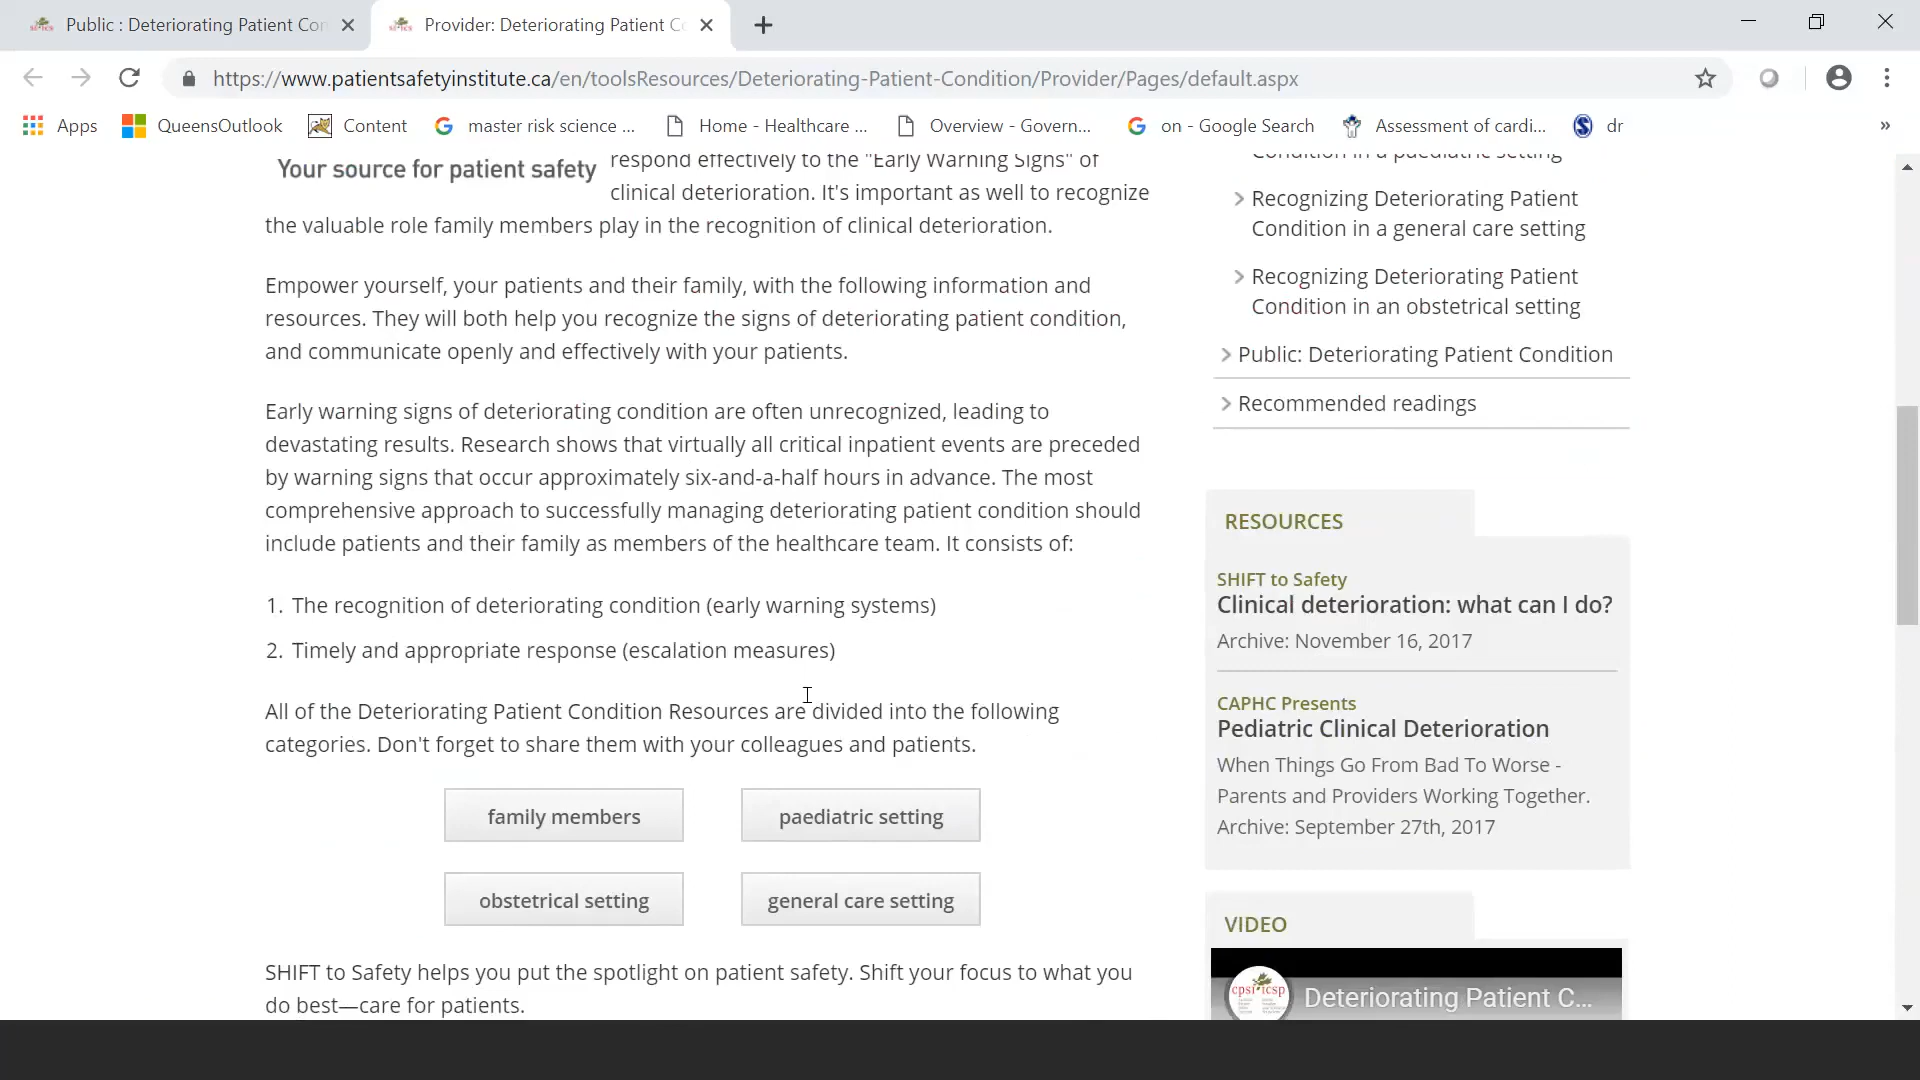 Public : Deteriorating Patient Con
Provider: Deteriorating Patient C
https://www.patientsafetyinstitute.ca/en/toolsResources/Deteriorating-Patient-Condition/Provider/Pages/default.aspx
Apps
QueensOutlook
Content
master risk science ...
Home - Healthcare ...
Overview - Govern...
on - Google Search
Assessment of cardi...
dr
»
Your source for patient safety
respond effectively to the "Early Warning Signs" of
clinical deterioration. It's important as well to recognize
the valuable role family members play in the recognition of clinical deterioration.
Empower yourself, your patients and their family, with the following information and
resources. They will both help you recognize the signs of deteriorating patient condition,
and communicate openly and effectively with your patients.
Early warning signs of deteriorating condition are often unrecognized, leading to
devastating results. Research shows that virtually all critical inpatient events are preceded
by warning signs that occur approximately six-and-a-half hours in advance. The most
comprehensive approach to successfully managing deteriorating patient condition should
include patients and their family as members of the healthcare team. It consists of:
1. The recognition of deteriorating condition (early warning systems)
2. Timely and appropriate response (escalation measures)
All of the Deteriorating Patient Condition Resources are divided into the following
categories. Don't forget to share them with your colleagues and patients.
family members
paediatric setting
obstetrical setting
general care setting
SHIFT to Safety helps you put the spotlight on patient safety. Shift your focus to what you
do best—care for patients.
Condition in a paediatric setting
Recognizing Deteriorating Patient
Condition in a general care setting
Recognizing Deteriorating Patient
Condition in an obstetrical setting
Public: Deteriorating Patient Condition
Recommended readings
RESOURCES
SHIFT to Safety
Clinical deterioration: what can I do?
Archive: November 16, 2017
CAPHC Presents
Pediatric Clinical Deterioration
When Things Go From Bad To Worse -
Parents and Providers Working Together.
Archive: September 27th, 2017
VIDEO
cpsi icsp
Deteriorating Patient C...